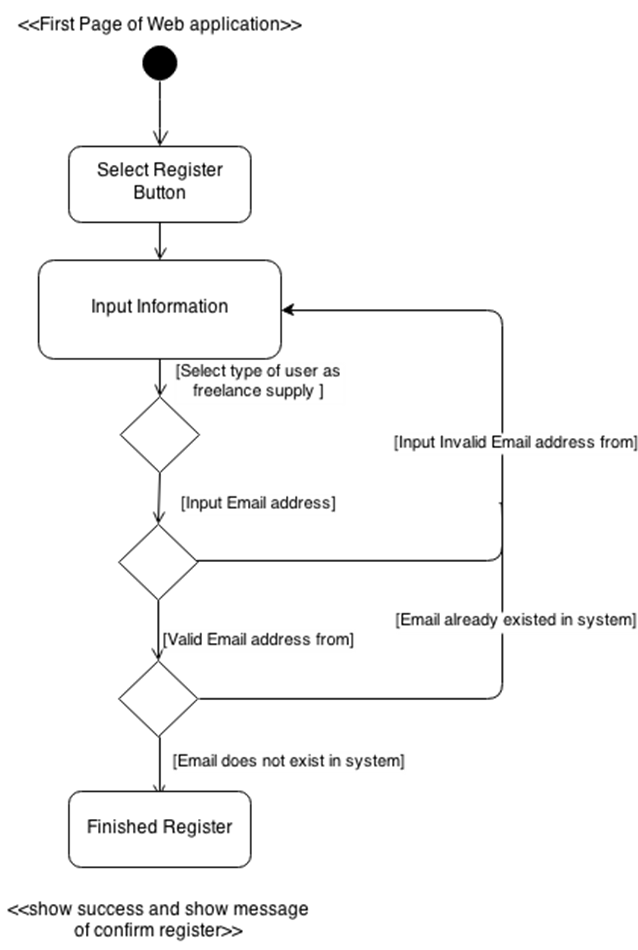 <<First Page of Web application>>
Select Register
Button
Input Information
[Select type of user as
freelance supply ]
[Input Invalid Email address from]
[Input Email address]
[Email already existed in system]
[Valid Email address from]
[Email does not exist in system]
Finished Register
<<show success and show message
of confirm register>>